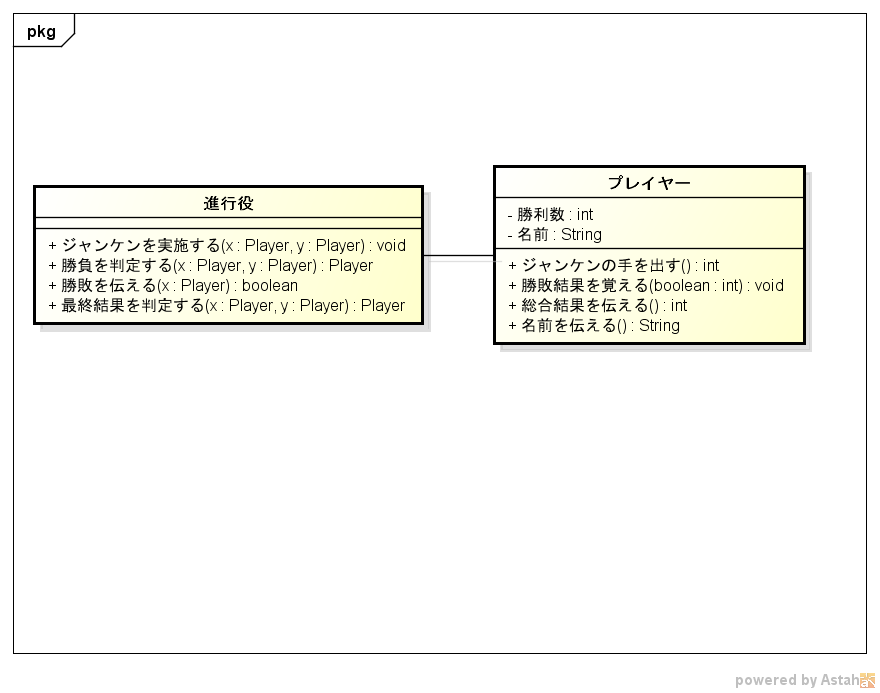 pkg
進行役
+ ジャンケンを実施する(x : Player, y : Player) : void
+ 勝負を判定する(x : Player, y : Player) : Player
+ 勝敗を伝える(x : Player) : boolean
+ 最終結果を判定する(x : Player, y : Player) : Player
プレイヤー
- 勝利数 : int
- 名前 : String
+ ジャンケンの手を出す() : int
+ 勝敗結果を覚える(boolean : int) : void
+ 総合結果を伝える() : int
+ 名前を伝える() : String
powered by Astah